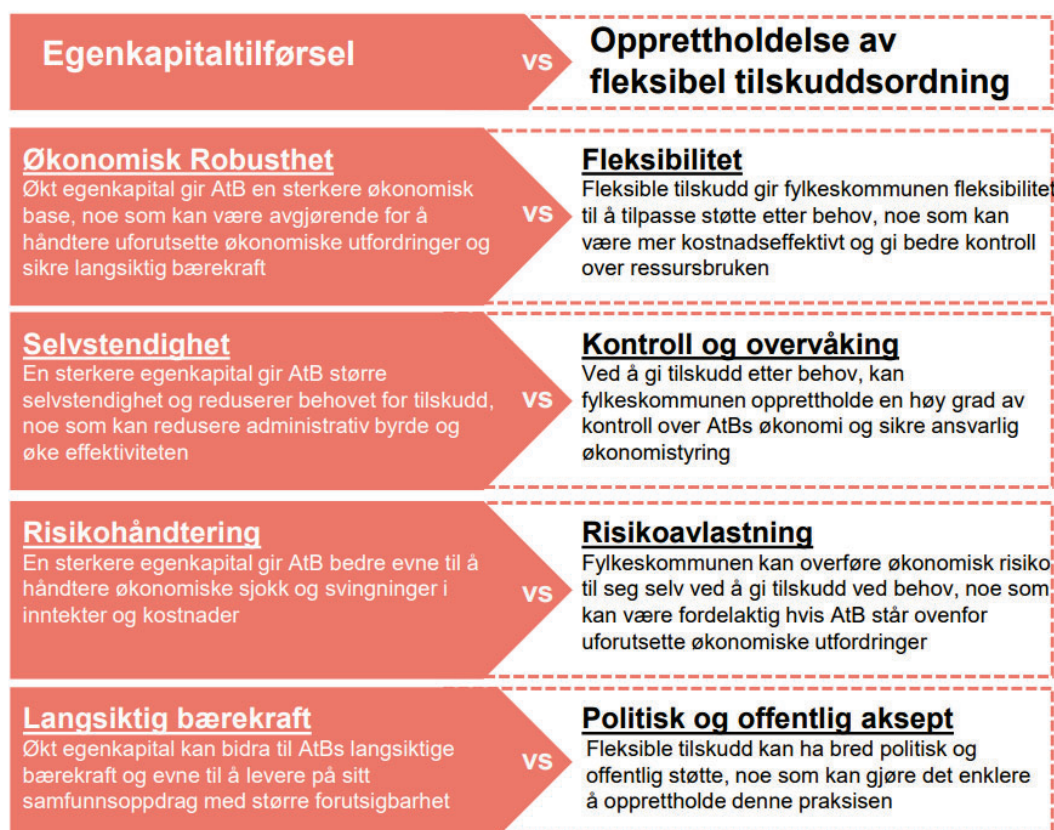 Egenkapitaltilførsel
vs
Opprettholdelse av
fleksibel tilskuddsordning
Økonomisk Robusthet
Økt egenkapital gir AtB en sterkere økonomisk
base, noe som kan være avgjørende for å
håndtere uforutsette økonomiske utfordringer og
sikre langsiktig bærekraft
vs
Fleksibilitet
Fleksible tilskudd gir fylkeskommunen fleksibilitet
til å tilpasse støtte etter behov, noe som kan
være mer kostnadseffektivt og gi bedre kontroll
over ressursbruken
Selvstendighet
En sterkere egenkapital gir AtB større
selvstendighet og reduserer behovet for tilskudd,
noe som kan redusere administrativ byrde og
øke effektiviteten
vs
Kontroll og overvåking
Ved å gi tilskudd etter behov, kan
fylkeskommunen opprettholde en høy grad av
kontroll over AtBs økonomi og sikre ansvarlig
økonomistyring
Risikohåndtering
En sterkere egenkapital gir AtB bedre evne til å
håndtere økonomiske sjokk og svingninger i
inntekter og kostnader
vs
Risikoavlastning
Fylkeskommunen kan overføre økonomisk risiko
til seg selv ved å gi tilskudd ved behov, noe som
kan være fordelaktig hvis AtB står ovenfor
uforutsette økonomiske utfordringer
Langsiktig bærekraft
Økt egenkapital kan bidra til AtBs langsiktige
bærekraft og evne til å levere på sitt
samfunnsoppdrag med større forutsigbarhet
vs
Politisk og offentlig aksept
Fleksible tilskudd kan ha bred politisk og
offentlig støtte, noe som kan gjøre det enklere
å opprettholde denne praksisen